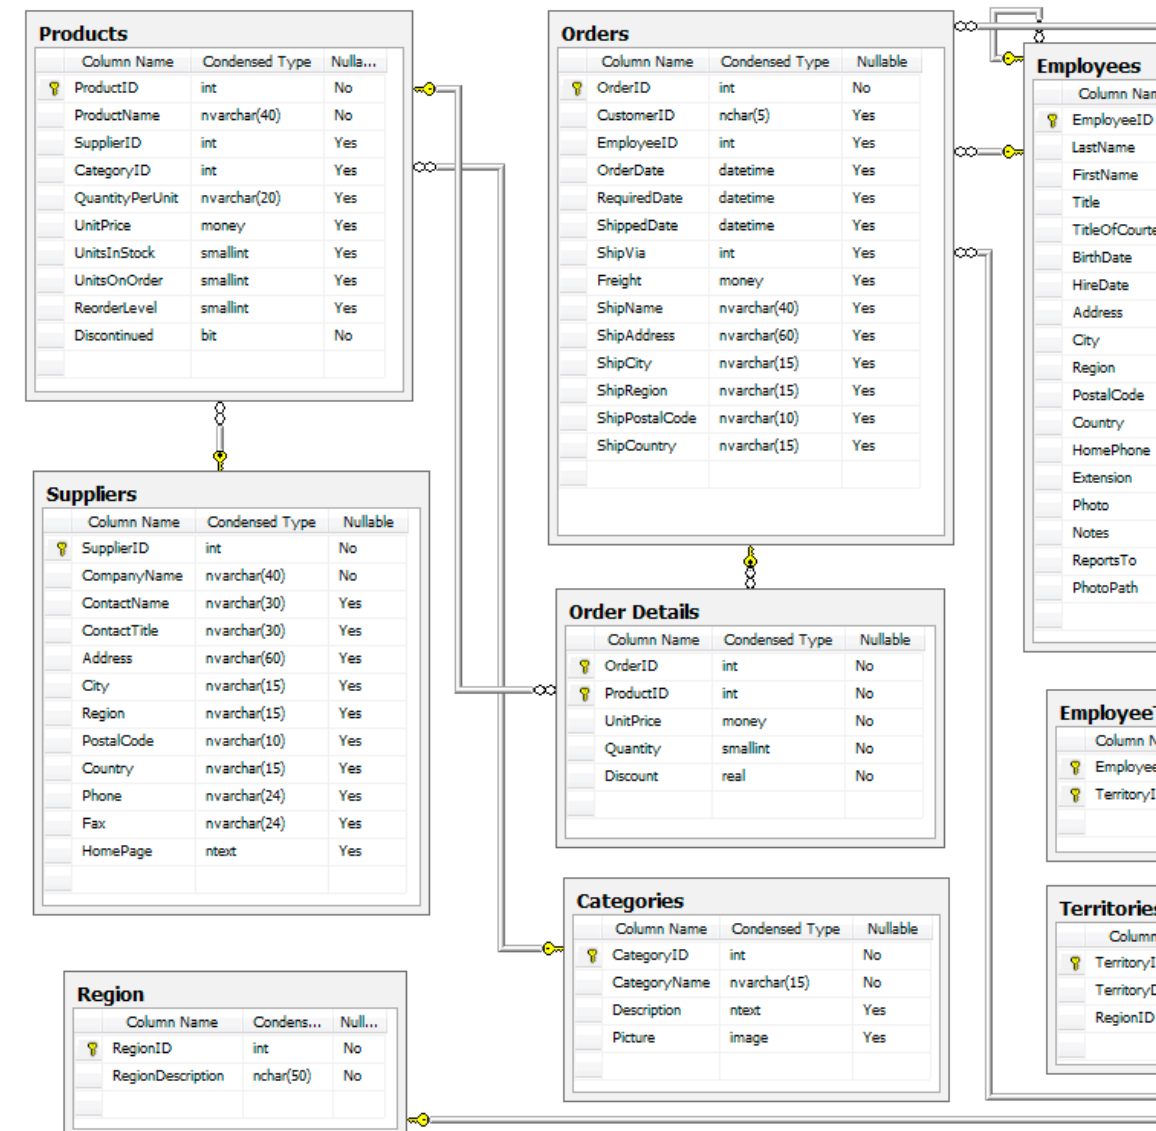 Products
Column Name Condensed Type Nulla...
ProductID int No
ProductName nvarchar(40) No
SupplierID int Yes
CategoryID int Yes
QuantityPerUnit nvarchar(20) Yes
UnitPrice money Yes
UnitsInStock smallint Yes
UnitsOnOrder smallint Yes
ReorderLevel smallint Yes
Discontinued bit No
Suppliers
Column Name Condensed Type Nullable
SupplierID int No
CompanyName nvarchar(40) No
ContactName nvarchar(30) Yes
ContactTitle nvarchar(30) Yes
Address nvarchar(60) Yes
City nvarchar(15) Yes
Region nvarchar(15) Yes
PostalCode nvarchar(10) Yes
Country nvarchar(15) Yes
Phone nvarchar(24) Yes
Fax nvarchar(24) Yes
HomePage ntext Yes
Region
Column Name Condens... Null...
RegionID int No
RegionDescription nchar(50) No
Orders
Column Name Condensed Type Nullable
OrderID int No
CustomerID nchar(5) Yes
EmployeeID int Yes
OrderDate datetime Yes
RequiredDate datetime Yes
ShippedDate datetime Yes
ShipVia int Yes
Freight money Yes
ShipName nvarchar(40) Yes
ShipAddress nvarchar(60) Yes
ShipCity nvarchar(15) Yes
ShipRegion nvarchar(15) Yes
ShipPostalCode nvarchar(10) Yes
ShipCountry nvarchar(15) Yes
Order Details
Column Name Condensed Type Nullable
OrderID int No
ProductID int No
UnitPrice money No
Quantity smallint No
Discount real No
Categories
Column Name Condensed Type Nullable
CategoryID int No
CategoryName nvarchar(15) No
Description ntext Yes
Picture image Yes
Employees
Column Nam
EmployeeID
LastName
FirstName
Title
TitleOfCourte
BirthDate
HireDate
Address
City
Region
PostalCode
Country
HomePhone
Extension
Photo
Notes
ReportsTo
PhotoPath
Employee
Column N
Employee
TerritoryI
Territories
Column
TerritoryI
TerritoryD
RegionID